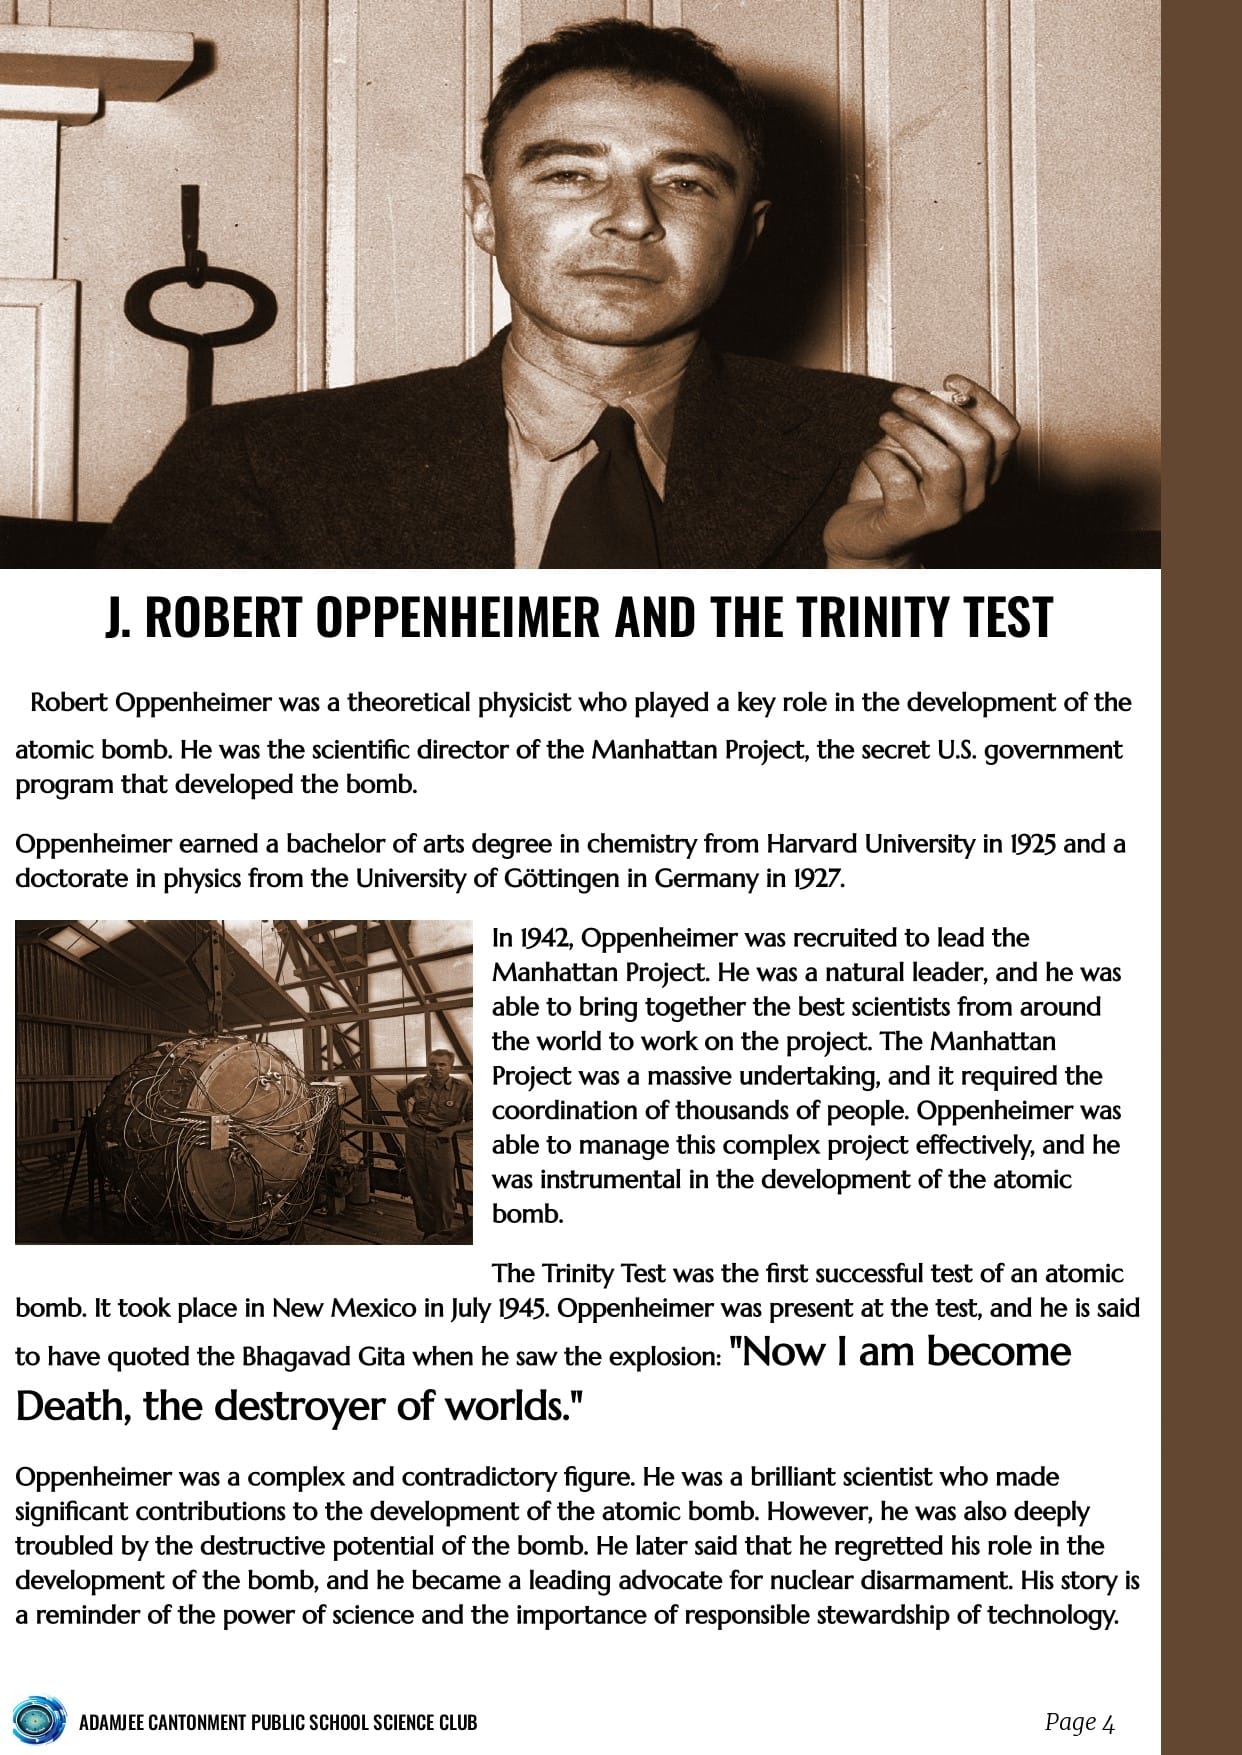 J. ROBERT OPPENHEIMER AND THE TRINITY TEST
Robert Oppenheimer was a theoretical physicist who played a key role in the development of the
atomic bomb. He was the scientific director of the Manhattan Project, the secret U.S. government
program that developed the bomb.
Oppenheimer earned a bachelor of arts degree in chemistry from Harvard University in 1925 and a
doctorate in physics from the University of Göttingen in Germany in 1927.
In 1942, Oppenheimer was recruited to lead the
Manhattan Project. He was a natural leader, and he was
able to bring together the best scientists from around
the world to work on the project. The Manhattan
Project was a massive undertaking, and it required the
coordination of thousands of people. Oppenheimer was
able to manage this complex project effectively, and he
was instrumental in the development of the atomic
bomb.
The Trinity Test was the first successful test of an atomic
bomb. It took place in New Mexico in July 1945. Oppenheimer was present at the test, and he is said
to have quoted the Bhagavad Gita when he saw the explosion: "Now I am become
Death, the destroyer of worlds."
Oppenheimer was a complex and contradictory figure. He was a brilliant scientist who made
significant contributions to the development of the atomic bomb. However, he was also deeply
troubled by the destructive potential of the bomb. He later said that he regretted his role in the
development of the bomb, and he became a leading advocate for nuclear disarmament. His story is
a reminder of the power of science and the importance of responsible stewardship of technology.
ADAMJEE CANTONMENT PUBLIC SCHOOL SCIENCE CLUB
Page 4